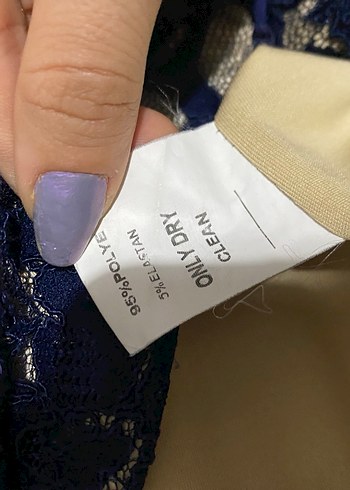 95%POLYE
5% ELASTAN
ONLY DRY
CLEAN